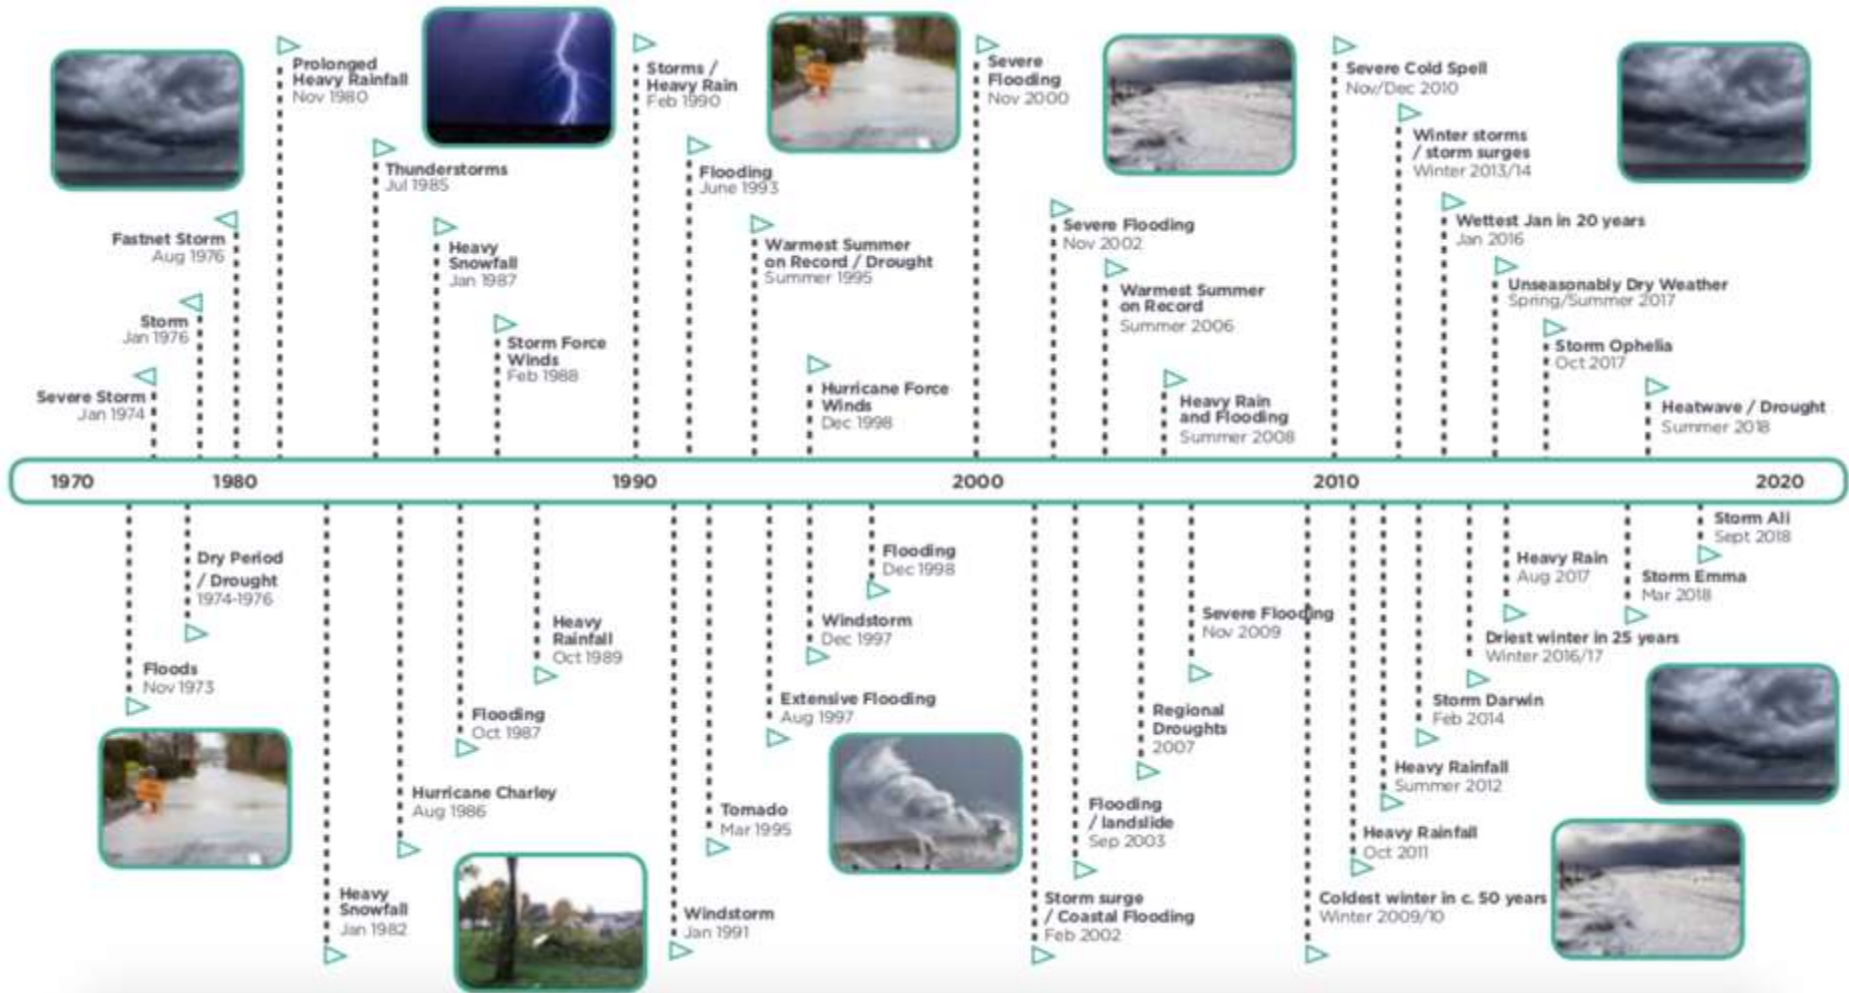 Prolonged
Heavy Rainfall
Nov 1980
Storms /
Heavy Rain
Feb 1990
Severe
Flooding
Nov 2000
Severe Cold Spell
Nov/Dec 2010
Winter storms
/ storm surges
Winter 2013/14
Thunderstorms
Jul 1985
Flooding
June 1993
Fastnet Storm
Aug 1976
Heavy
Snowfall
Jan 1987
Warmest Summer
on Record / Drought
Summer 1995
Severe Flooding
Nov 2002
Wettest Jan in 20 years
Jan 2016
Warmest Summer
on Record
Summer 2006
Unseasonably Dry Weather
Spring/Summer 2017
Storm
Jan 1976
Storm Force
Winds
Feb 1988
Storm Ophelia
Oct 2017
Severe Storm
Jan 1974
Hurricane Force
Winds
Dec 1998
Heavy Rain
and Flooding
Summer 2008
Heatwave / Drought
Summer 2018
1970 1980 1990 2000 2010 2020
Storm Ali
Sept 2018
Dry Period
/ Drought
1974-1976
Flooding
Dec 1998
Heavy Rain
Aug 2017
Storm Emma
Mar 2018
Heavy
Rainfall
Oct 1989
Windstorm
Dec 1997
Severe Flooding
Nov 2009
Driest winter in 25 years
Winter 2016/17
Floods
Nov 1973
Flooding
Oct 1987
Extensive Flooding
Aug 1997
Regional
Droughts
2007
Storm Darwin
Feb 2014
Hurricane Charley
Aug 1986
Tornado
Mar 1995
Flooding
/ landslide
Sep 2003
Heavy Rainfall
Summer 2012
Heavy Rainfall
Oct 2011
Heavy
Snowfall
Jan 1982
Windstorm
Jan 1991
Storm surge
/ Coastal Flooding
Feb 2002
Coldest winter in c. 50 years
Winter 2009/10